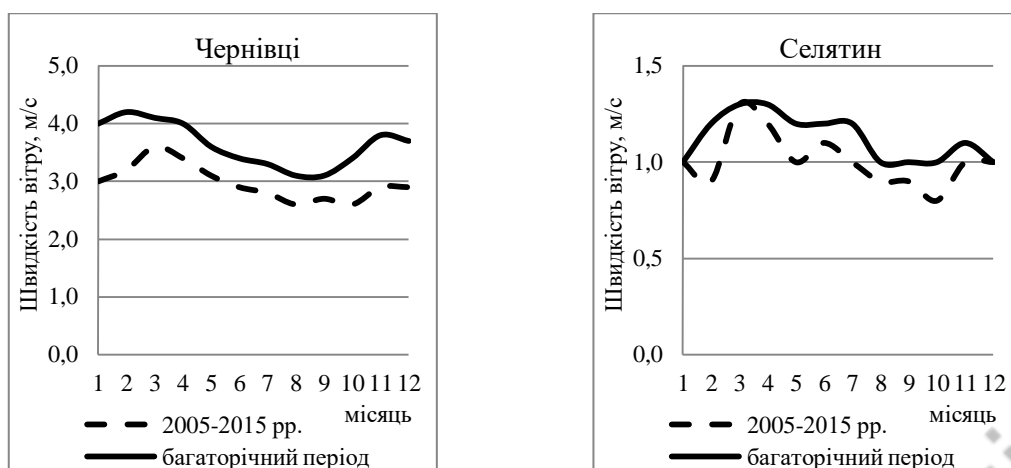 Чернівці
Швидкість вітру, м/с
5,0
4,0
3,0
2,0
1,0
0,0
1 2 3 4 5 6 7 8 9 10 11 12
місяць
2005-2015 рр.
багаторічний період
Селятин
Швидкість вітру, м/с
1,5
1,0
0,5
0,0
1 2 3 4 5 6 7 8 9 10 11 12
місяць
2005-2015 рр.
багаторічний період